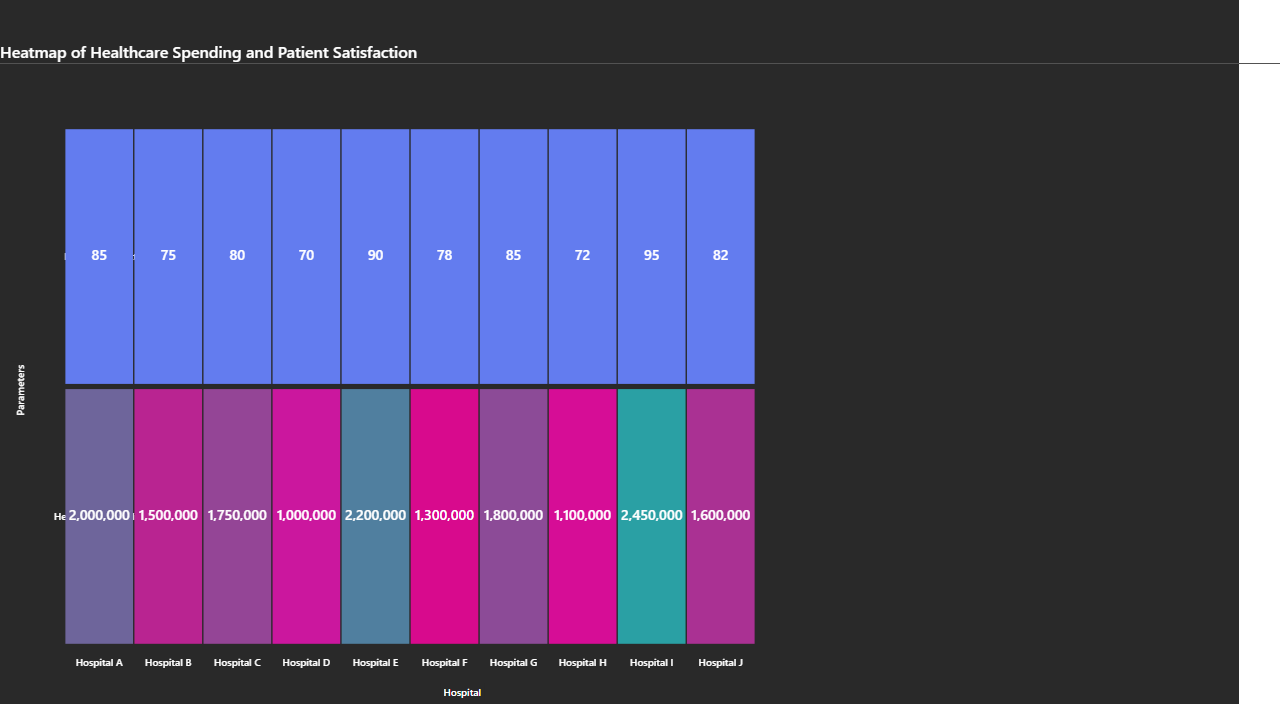 Heatmap of Healthcare Spending and Patient Satisfaction
85 75 80 70 90 78 85 72 95 82
Parameters
2,000,000 1,500,000 1,750,000 1,000,000 2,200,000 1,300,000 1,800,000 1,100,000 2,450,000 1,600,000
Hospital A Hospital B Hospital C Hospital D Hospital E Hospital F Hospital G Hospital H Hospital I Hospital J
Hospital